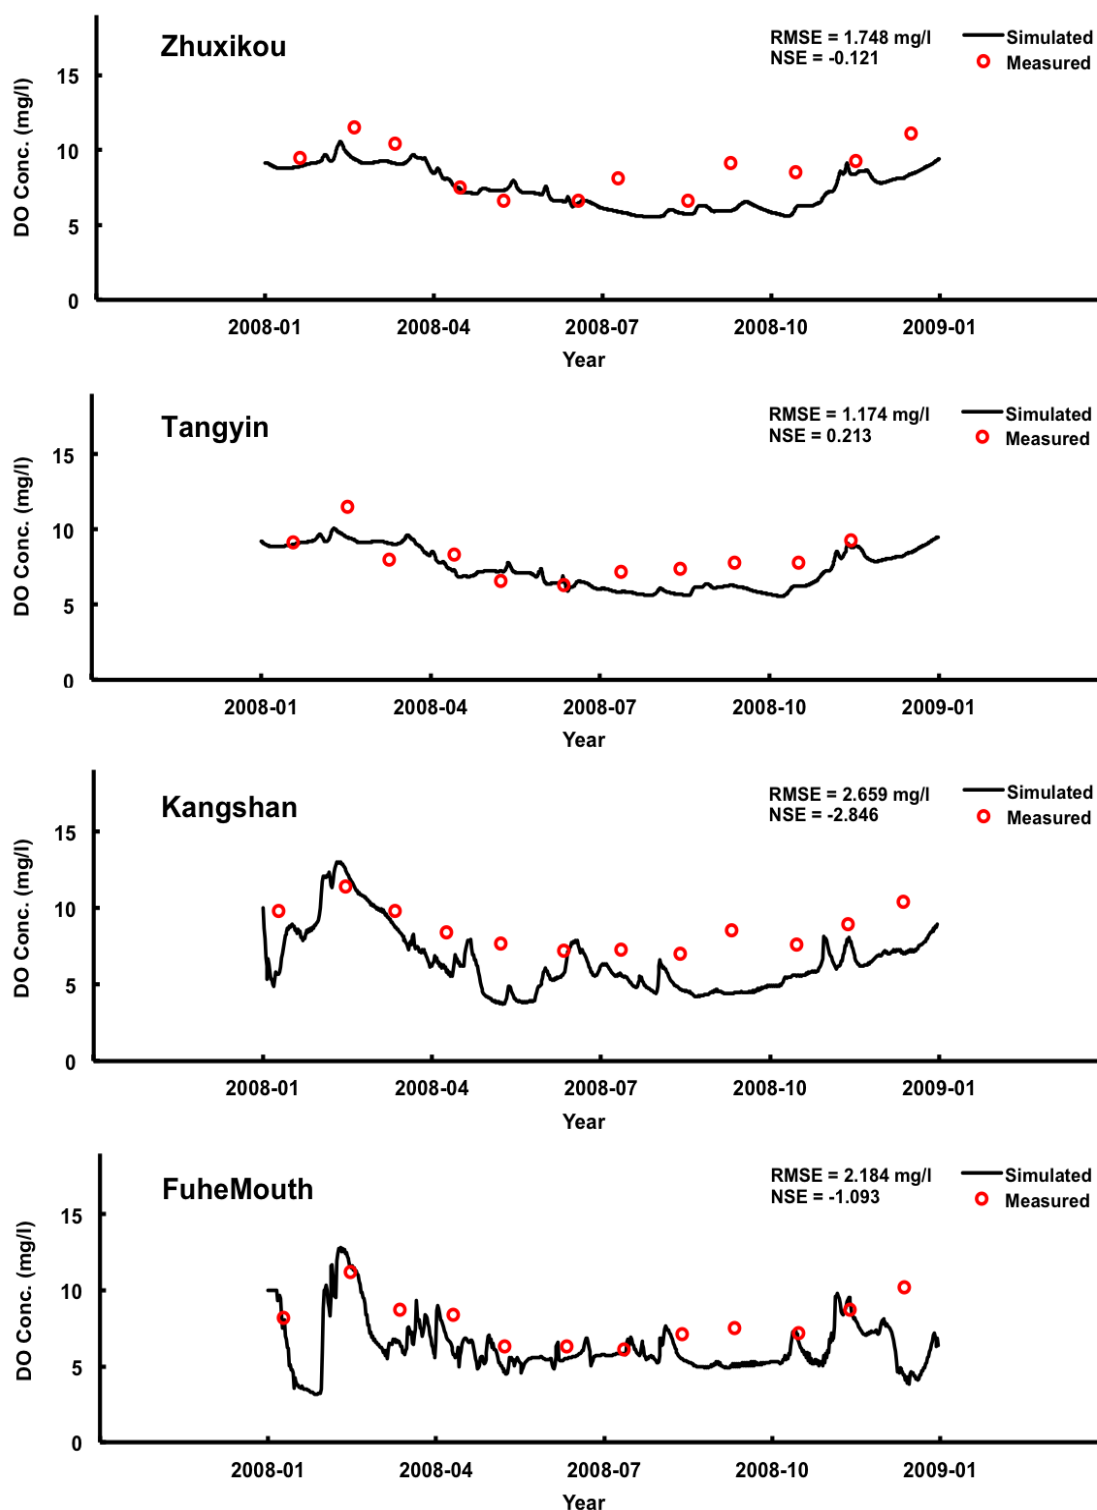 Zhuxikou
RMSE = 1.748 mg/l
NSE = -0.121
Simulated
Measured
DO Conc. (mg/l)
15
10
5
0
2008-01 2008-04 2008-07 2008-10 2009-01
Year
Tangyin
RMSE = 1.174 mg/l
NSE = 0.213
Simulated
Measured
DO Conc. (mg/l)
15
10
5
0
2008-01 2008-04 2008-07 2008-10 2009-01
Year
Kangshan
RMSE = 2.659 mg/l
NSE = -2.846
Simulated
Measured
DO Conc. (mg/l)
15
10
5
0
2008-01 2008-04 2008-07 2008-10 2009-01
Year
FuheMouth
RMSE = 2.184 mg/l
NSE = -1.093
Simulated
Measured
DO Conc. (mg/l)
15
10
5
0
2008-01 2008-04 2008-07 2008-10 2009-01
Year